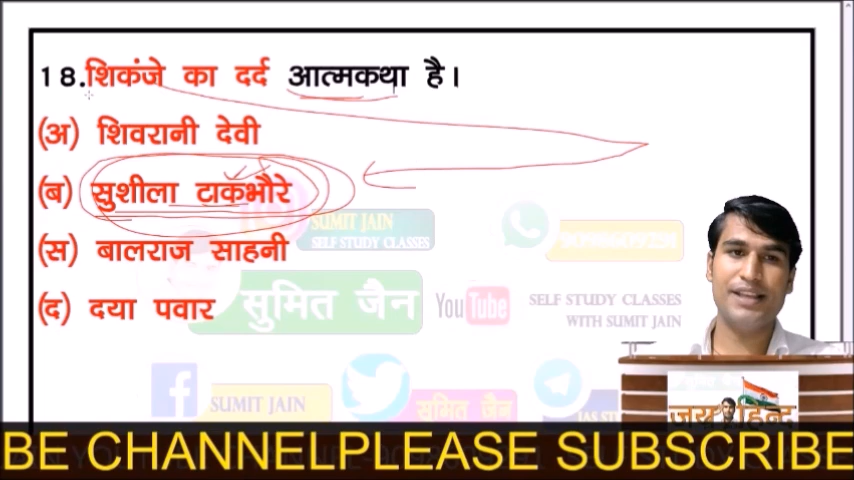 18.शिकंजे का दर्द आत्मकथा है।
(अ) शिवरानी देवी
(ब) सुशीला टाकभौरे
(स) बालराज साहनी
(द) दया पवार
SUMIT JAIN
SELF STUDY CLASSES
सुमित जैन
YouTube
SELF STUDY CLASSES
WITH SUMIT JAIN
SUMIT JAIN
सुमित जैन
जय हिन्द
BE CHANNELPLEASE SUBSCRIBE